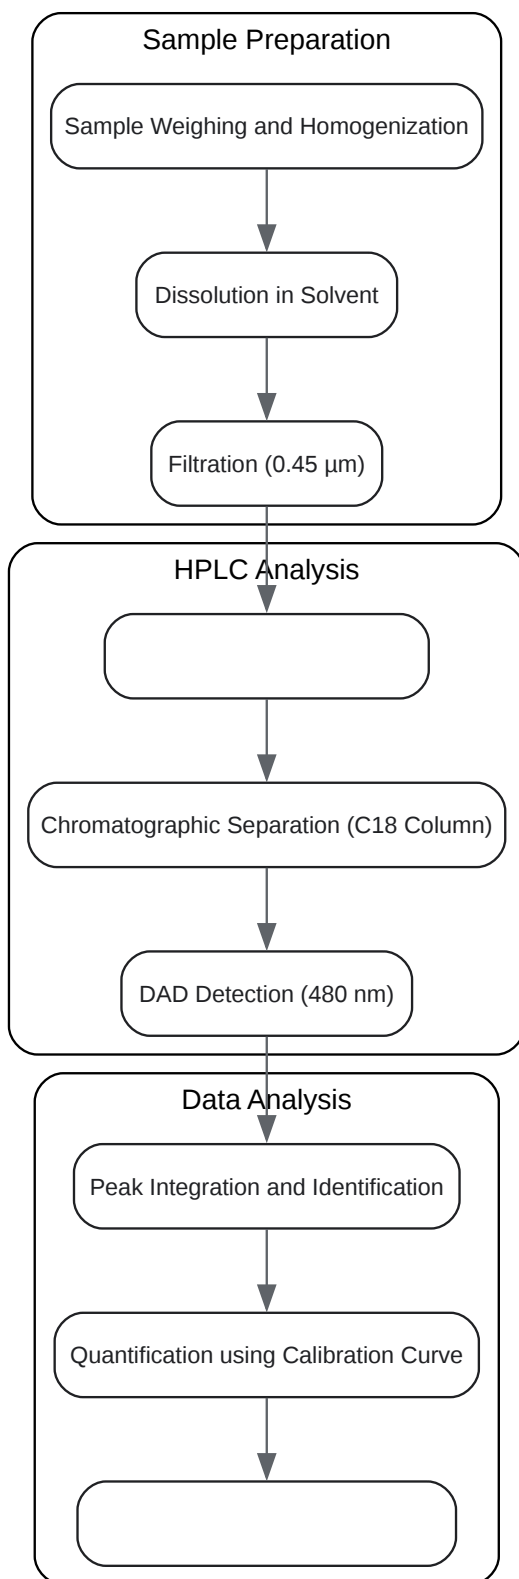 Sample Preparation
Sample Weighing and Homogenization
Dissolution in Solvent
Filtration (0.45 µm)
HPLC Analysis
Chromatographic Separation (C18 Column)
DAD Detection (480 nm)
Data Analysis
Peak Integration and Identification
Quantification using Calibration Curve